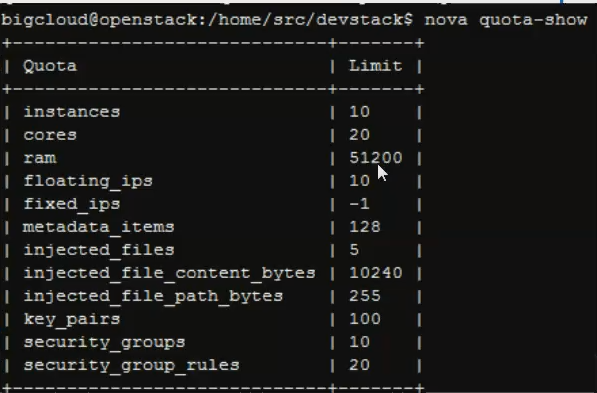 bigcloud@openstack:/home/src/devstack$ nova quota-show
+-----------------------------+-------+
| Quota                       | Limit |
+-----------------------------+-------+
| instances                   | 10    |
| cores                       | 20    |
| ram                         | 51200 |
| floating_ips                | 10    |
| fixed_ips                   | -1    |
| metadata_items              | 128   |
| injected_files              | 5     |
| injected_file_content_bytes | 10240 |
| injected_file_path_bytes    | 255   |
| key_pairs                   | 100   |
| security_groups             | 10    |
| security_group_rules        | 20    |
+-----------------------------+-------+